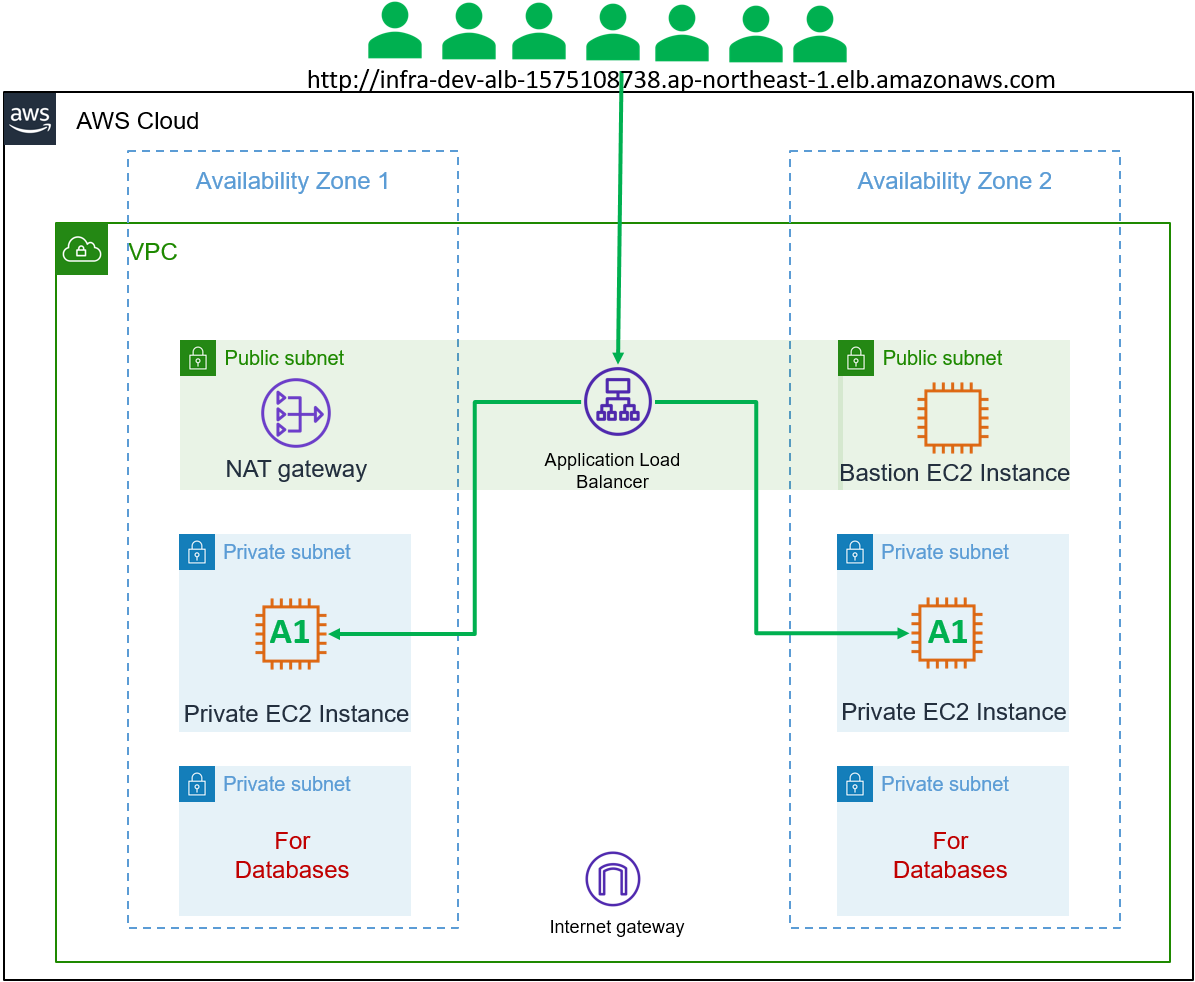 http://infra-dev-alb-1575108738.ap-northeast-1.elb.amazonaws.com
aws
AWS Cloud
Availability Zone 1
Availability Zone 2
VPC
Public subnet
Public subnet
NAT gateway
Application Load
Balancer
Bastion EC2 Instance
Private subnet
Private subnet
A1
A1
Private EC2 Instance
Private EC2 Instance
Private subnet
Private subnet
For
Databases
For
Databases
Internet gateway